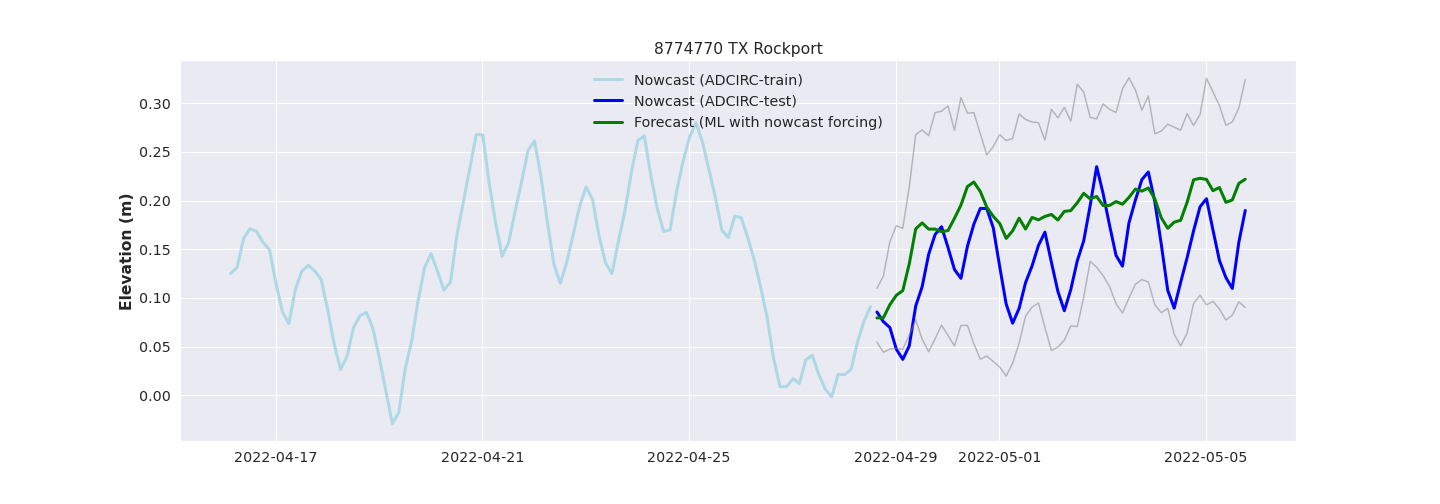 8774770 TX Rockport
Nowcast (ADCIRC-train)
Nowcast (ADCIRC-test)
Forecast (ML with nowcast forcing)
Elevation (m)
0.30
0.25
0.20
0.15
0.10
0.05
0.00
2022-04-17 2022-04-21 2022-04-25 2022-04-29 2022-05-01 2022-05-05